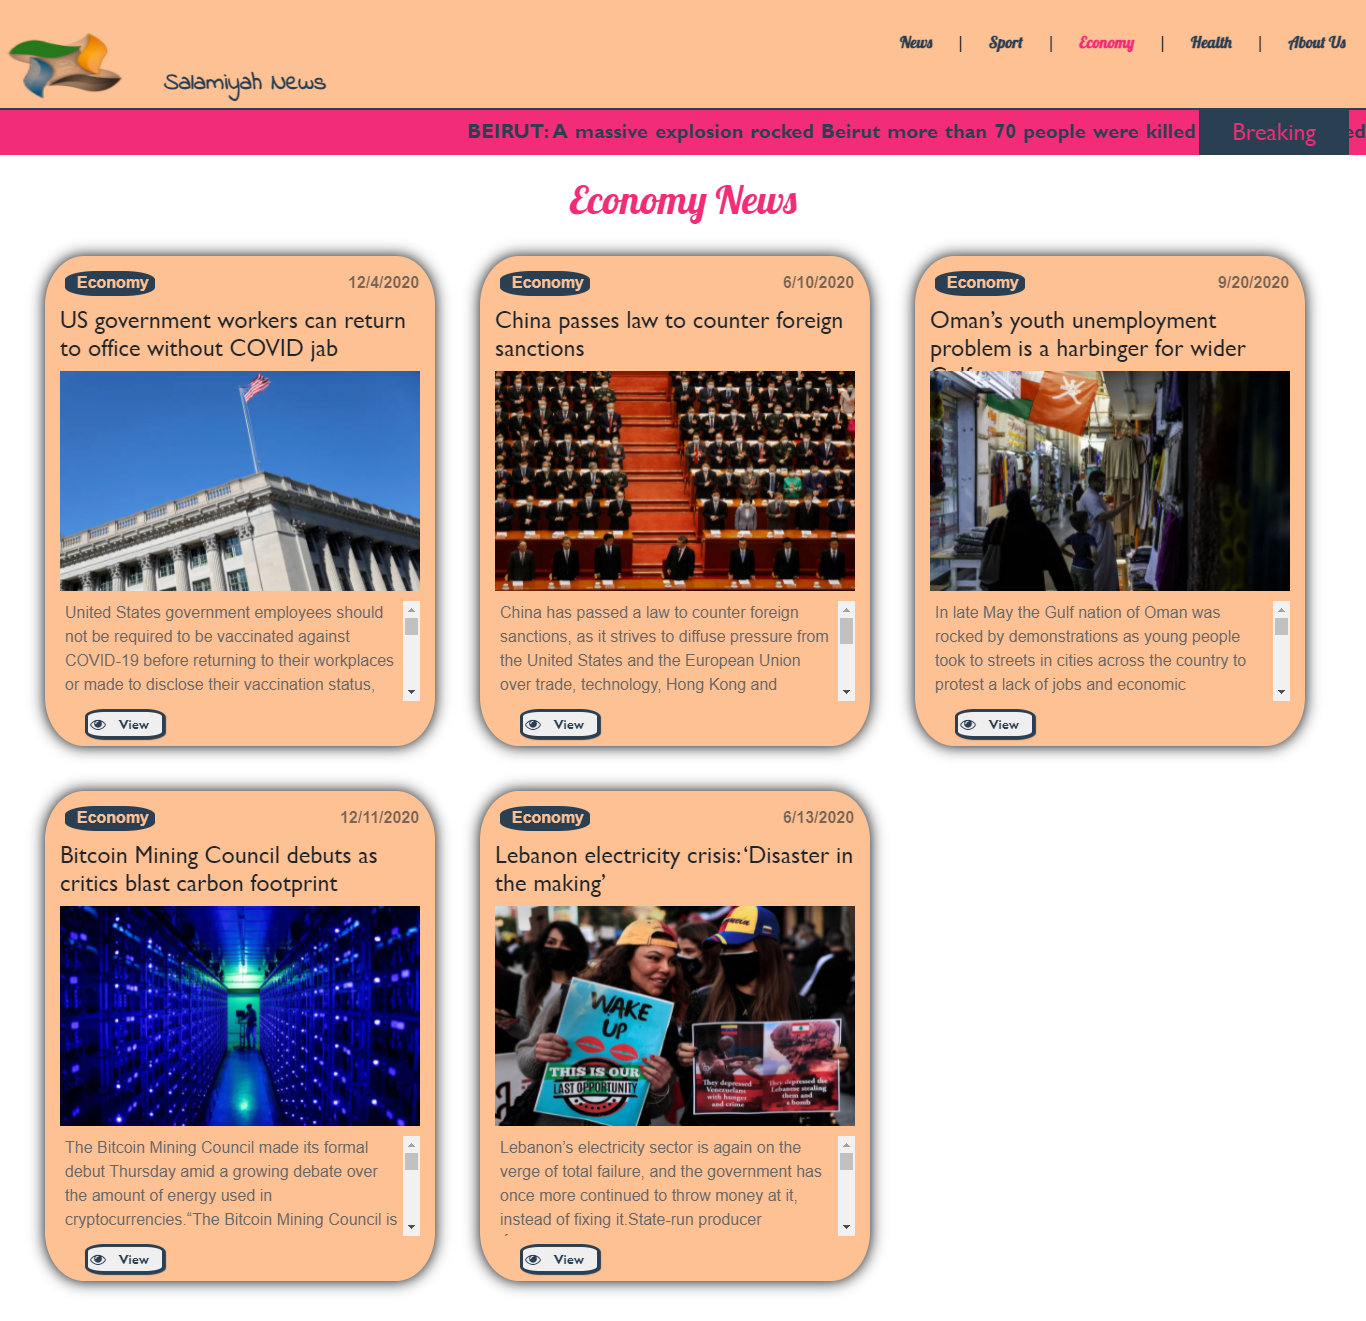 News | Sport | Economy | Health | About Us
Salamiyah News
BEIRUT: A massive explosion rocked Beirut more than 70 people were killed
Breaking
ed
Economy News
Economy 12/4/2020
US government workers can return
to office without COVID jab
United States government employees should
not be required to be vaccinated against
COVID-19 before returning to their workplaces
or made to disclose their vaccination status,
View
Economy 6/10/2020
China passes law to counter foreign
sanctions
China has passed a law to counter foreign
sanctions, as it strives to diffuse pressure from
the United States and the European Union
over trade, technology, Hong Kong and
View
Economy 9/20/2020
Oman’s youth unemployment
problem is a harbinger for wider
In late May the Gulf nation of Oman was
rocked by demonstrations as young people
took to streets in cities across the country to
protest a lack of jobs and economic
View
Economy 12/11/2020
Bitcoin Mining Council debuts as
critics blast carbon footprint
The Bitcoin Mining Council made its formal
debut Thursday amid a growing debate over
the amount of energy used in
cryptocurrencies.“The Bitcoin Mining Council is
View
Economy 6/13/2020
Lebanon electricity crisis: ‘Disaster in
the making’
WAKE
UP
THIS IS OUR
LAST OPPORTUNITY
They depressed
Venezuelans
with hunger
and crime
They depressed the
Lebanese stealing
them and
a bomb
Lebanon’s electricity sector is again on the
verge of total failure, and the government has
once more continued to throw money at it,
instead of fixing it.State-run producer
View